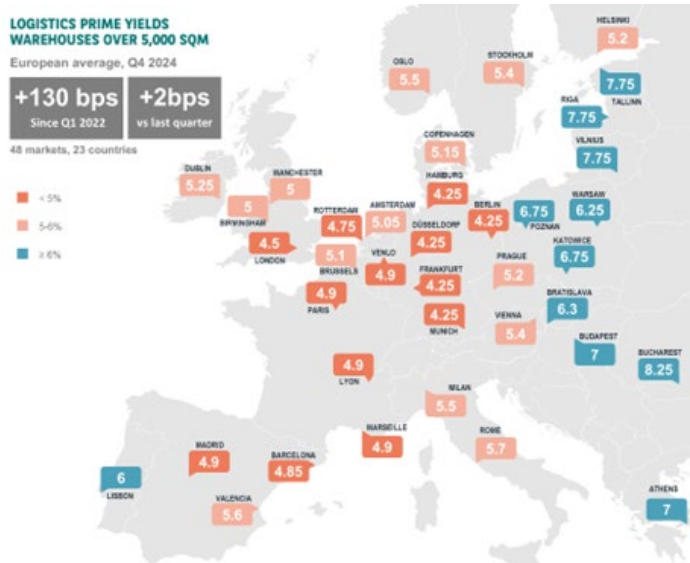 LOGISTICS PRIME YIELDS
WAREHOUSES OVER 5,000 SQM
European average, Q4 2024
+130 bps
Since Q1 2022
+2bps
vs last quarter
48 markets, 23 countries
< 5%
5-6%
≥ 6%
HELSINKI
5.2
OSLO
5.5
STOCKHOLM
5.4
7.75
TALLINN
RIGA
7.75
VILNIUS
7.75
COPENHAGEN
5.15
DUBLIN
5.25
MANCHESTER
5
5
BIRMINGHAM
HAMBURG
4.25
ROTTERDAM
4.75
AMSTERDAM
5.05
BERLIN
4.25
6.75
POZNAN
WARSAW
6.25
4.5
LONDON
DÜSSELDORF
4.25
KATOWICE
6.75
5.1
BRUSSELS
VENLO
4.9
FRANKFURT
4.25
PRAGUE
5.2
4.9
PARIS
BRATISLAVA
6.3
4.25
MUNICH
VIENNA
5.4
BUDAPEST
7
BUCHAREST
8.25
4.9
LYON
MILAN
5.5
MARSEILLE
4.9
ROME
5.7
MADRID
4.9
BARCELONA
4.85
6
LISBON
VALENCIA
5.6
ATHENS
7